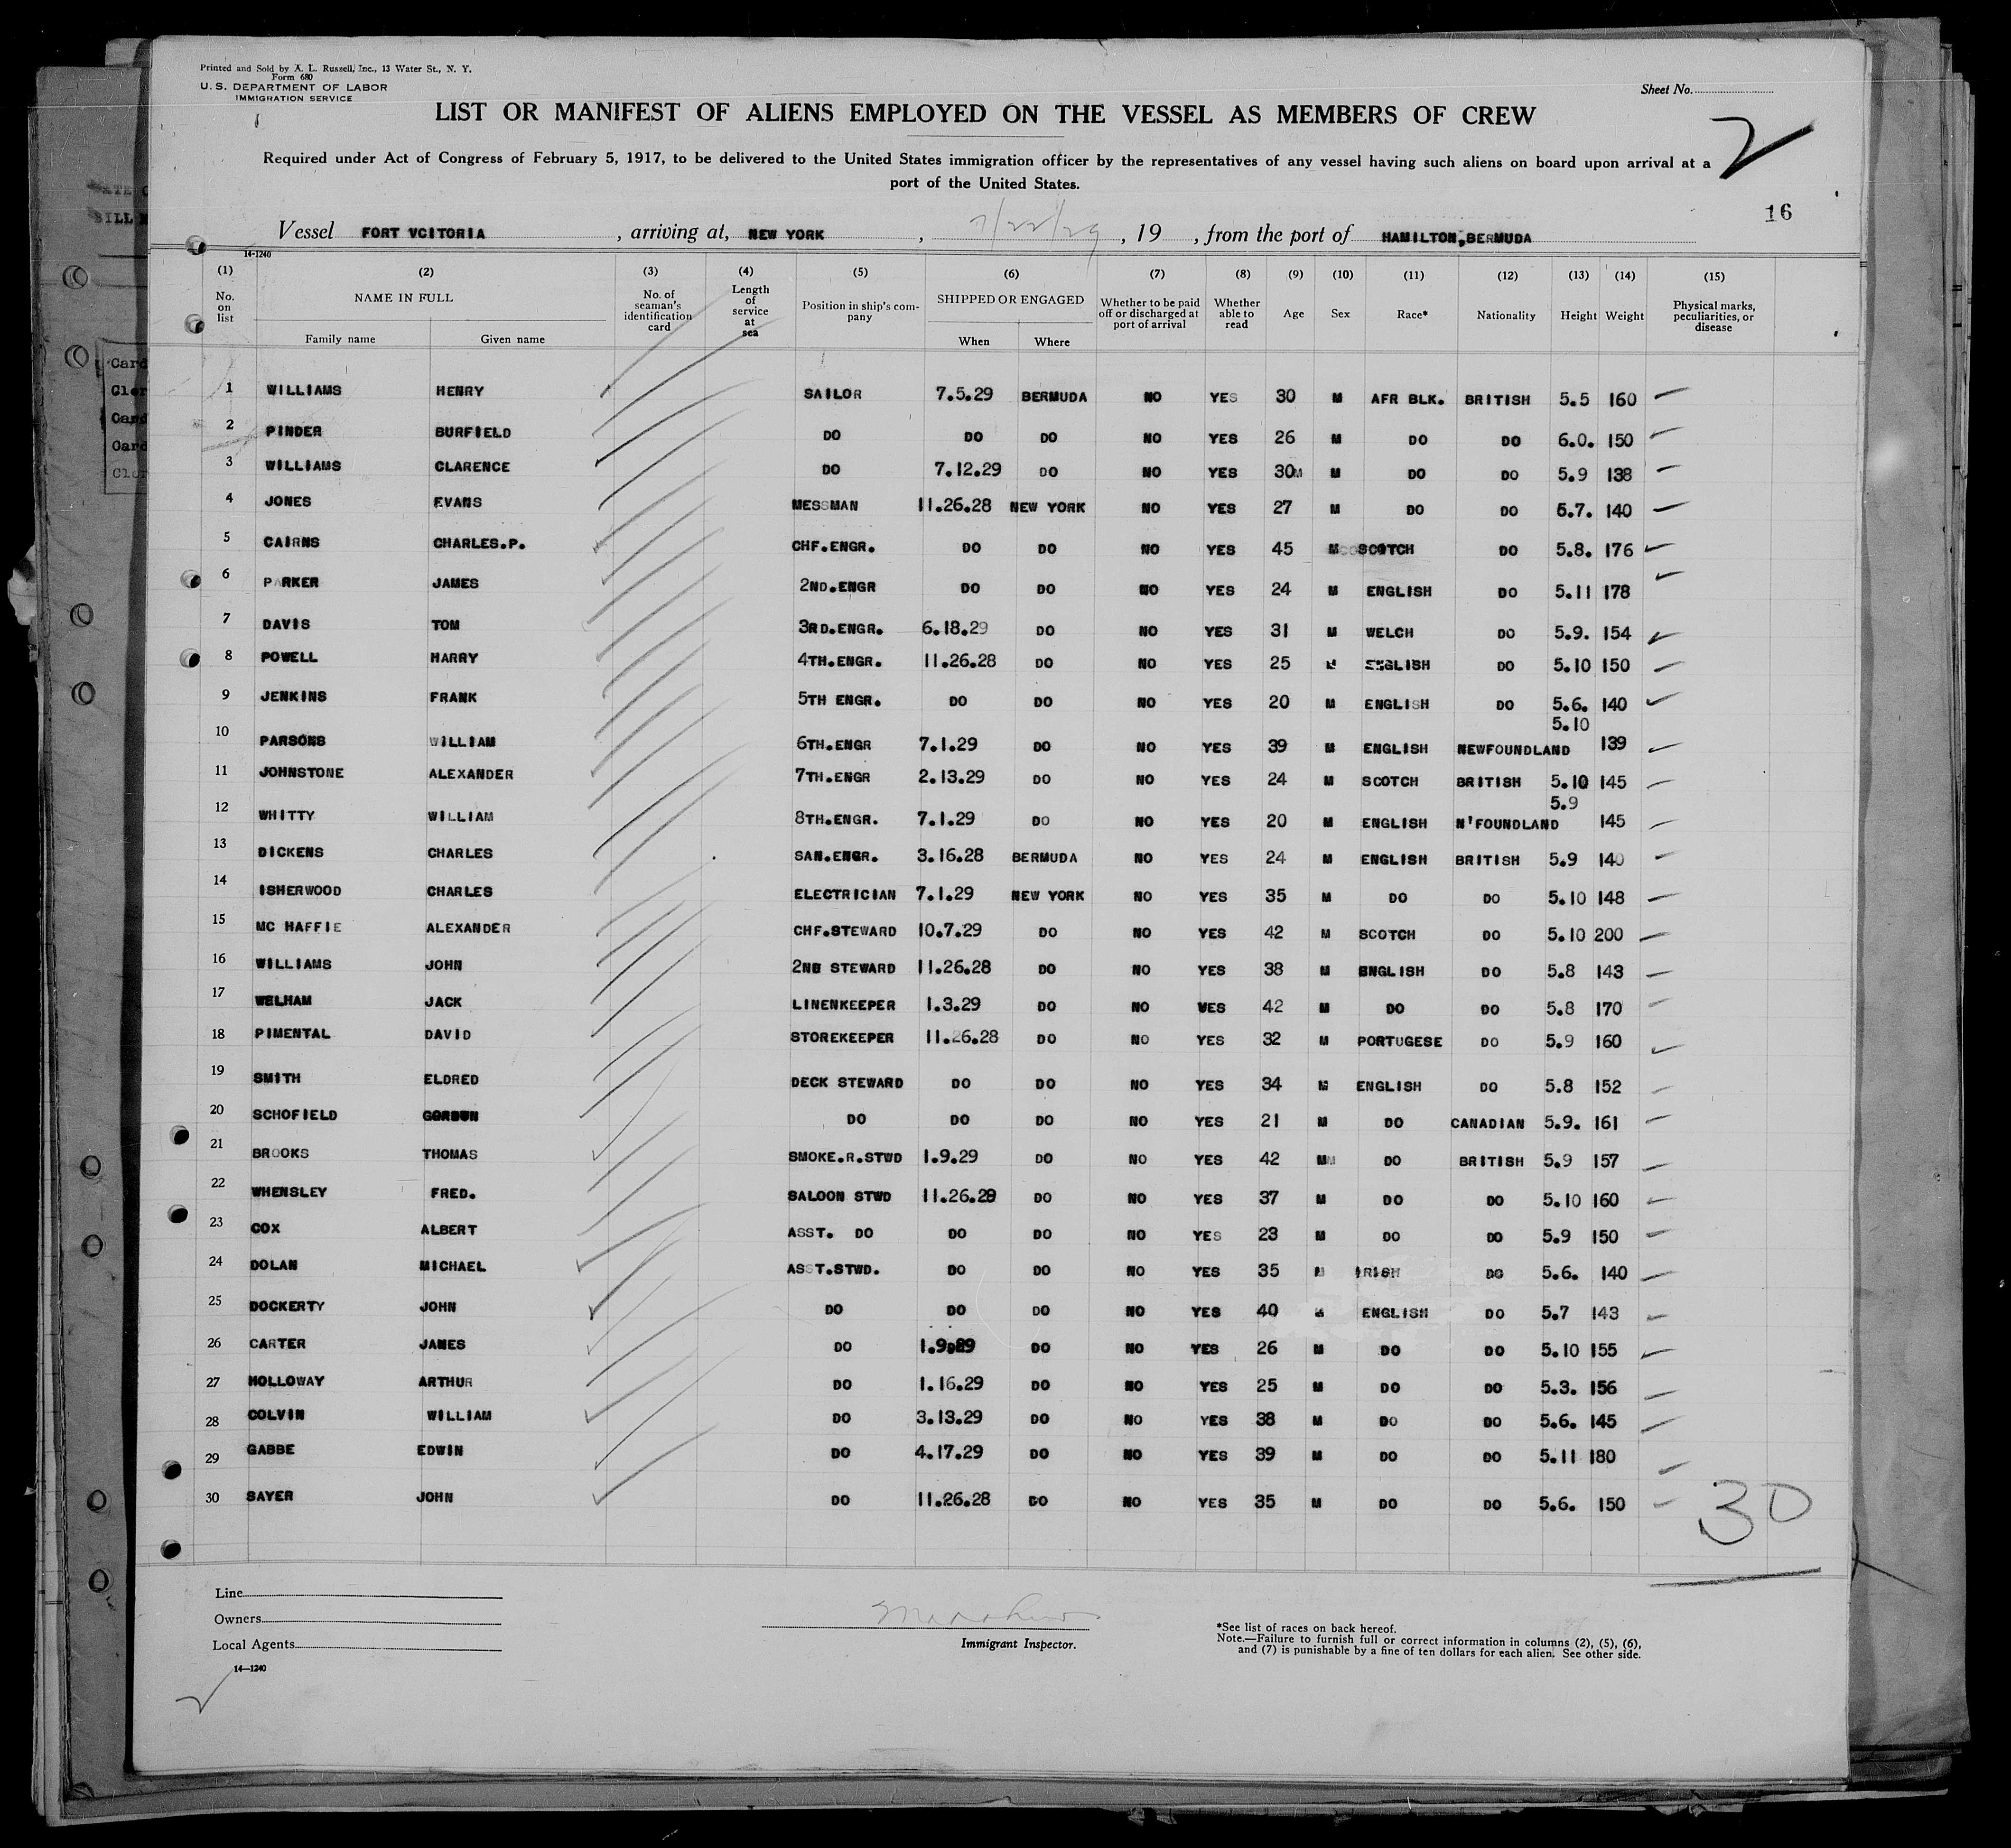 Printed and Sold by A. L. Russell, Inc., 13 Water St., N. Y.
Form 680
U. S. DEPARTMENT OF LABOR
IMMIGRATION SERVICE
Sheet No.
LIST OR MANIFEST OF ALIENS EMPLOYED ON THE VESSEL AS MEMBERS OF CREW
2
Required under Act of Congress of February 5, 1917, to be delivered to the United States immigration officer by the representatives of any vessel having such aliens on board upon arrival at a
port of the United States.
16
Vessel FORT VCITORIA , arriving at, NEW YORK , 7/22/29 , 19 , from the port of HAMILTON,BERMUDA
14-1240
(1) (2) (3) (4) (5) (6) (7) (8) (9) (10) (11) (12) (13) (14) (15)
No. on list NAME IN FULL Family name Given name No. of seaman's identification card Length of service at sea Position in ship's company SHIPPED OR ENGAGED When Where Whether to be paid off or discharged at port of arrival Whether able to read Age Sex Race* Nationality Height Weight Physical marks, peculiarities, or disease
1 WILLIAMS HENRY SAILOR 7.5.29 BERMUDA NO YES 30 M AFR BLK. BRITISH 5.5 160
2 PINDER BURFIELD DO DO DO NO YES 26 M DO DO 6.0. 150
3 WILLIAMS CLARENCE DO 7.12.29 DO NO YES 30M M DO DO 5.9 138
4 JONES EVANS MESSMAN 11.26.28 NEW YORK NO YES 27 M DO DO 5.7. 140
5 CAIRNS CHARLES.P. CHF.ENGR. DO DO NO YES 45 M SCOTCH DO 5.8. 176
6 PARKER JAMES 2ND.ENGR DO DO NO YES 24 M ENGLISH DO 5.11 178
7 DAVIS TOM 3RD.ENGR. 6.18.29 DO NO YES 31 M WELCH DO 5.9. 154
8 POWELL HARRY 4TH.ENGR. 11.26.28 DO NO YES 25 M ENGLISH DO 5.10 150
9 JENKINS FRANK 5TH ENGR. DO DO NO YES 20 M ENGLISH DO 5.6. 140
10 PARSONS WILLIAM 6TH.ENGR 7.1.29 DO NO YES 39 M ENGLISH NEWFOUNDLAND 5.10 139
11 JOHNSTONE ALEXANDER 7TH.ENGR 2.13.29 DO NO YES 24 M SCOTCH BRITISH 5.10 145
12 WHITTY WILLIAM 8TH.ENGR. 7.1.29 DO NO YES 20 M ENGLISH N'FOUNDLAND 5.9 145
13 DICKENS CHARLES SAN.ENGR. 3.16.28 BERMUDA NO YES 24 M ENGLISH BRITISH 5.9 140
14 ISHERWOOD CHARLES ELECTRICIAN 7.1.29 NEW YORK NO YES 35 M DO DO 5.10 148
15 MC HAFFIE ALEXANDER CHF.STEWARD 10.7.29 DO NO YES 42 M SCOTCH DO 5.10 200
16 WILLIAMS JOHN 2ND STEWARD 11.26.28 DO NO YES 38 M ENGLISH DO 5.8 143
17 WELHAM JACK LINENKEEPER 1.3.29 DO NO YES 42 M DO DO 5.8 170
18 PIMENTAL DAVID STOREKEEPER 11.26.28 DO NO YES 32 M PORTUGESE DO 5.9 160
19 SMITH ELDRED DECK STEWARD DO DO NO YES 34 M ENGLISH DO 5.8 152
20 SCHOFIELD GORDON DO DO DO NO YES 21 M DO CANADIAN 5.9. 161
21 BROOKS THOMAS SMOKE.R.STWD 1.9.29 DO NO YES 42 MM DO BRITISH 5.9 157
22 WHENSLEY FRED. SALOON STWD 11.26.28 DO NO YES 37 M DO DO 5.10 160
23 COX ALBERT ASST. DO DO DO NO YES 23 M DO DO 5.9 150
24 DOLAN MICHAEL ASST.STWD. DO DO NO YES 35 M IRISH DO 5.6. 140
25 DOCKERTY JOHN DO DO DO NO YES 40 M ENGLISH DO 5.7 143
26 CARTER JAMES DO 1.9.29 DO NO YES 26 M DO DO 5.10 155
27 HOLLOWAY ARTHUR DO 1.16.29 DO NO YES 25 M DO DO 5.3. 156
28 COLVIN WILLIAM DO 3.13.29 DO NO YES 38 M DO DO 5.6. 145
29 GABBE EDWIN DO 4.17.29 DO NO YES 39 M DO DO 5.11 180
30 SAYER JOHN DO 11.26.28 DO NO YES 35 M DO DO 5.6. 150
30
Line
Owners
Local Agents
14—1240
Immigrant Inspector.
*See list of races on back hereof.
Note.—Failure to furnish full or correct information in columns (2), (5), (6),
and (7) is punishable by a fine of ten dollars for each alien. See other side.